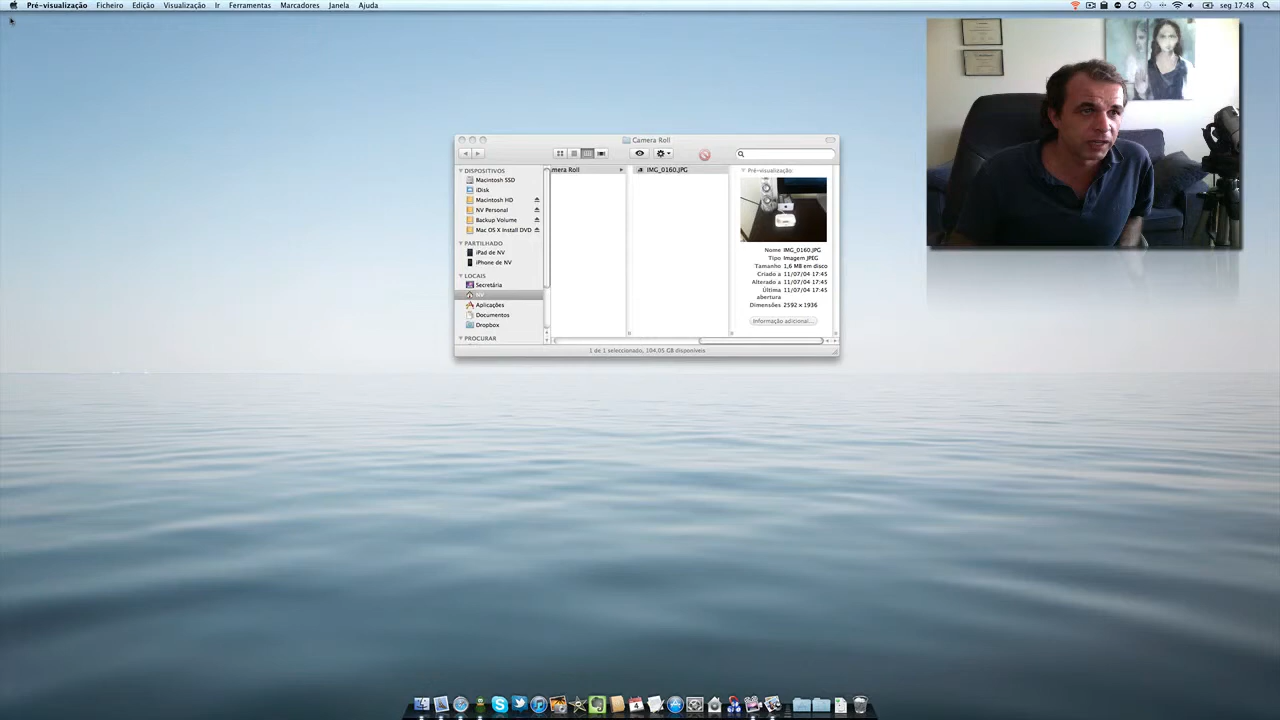 Pré-visualização Ficheiro Edição Visualização Ir Ferramentas Marcadores Janela Ajuda seg 17:48
Camera Roll
DISPOSITIVOS
Macintosh SSD
iDisk
Macintosh HD
NV Personal
Backup Volume
Mac OS X Install DVD
PARTILHADO
iPad de NV
iPhone de NV
LOCAIS
Secretária
NV
Aplicações
Documentos
Dropbox
PROCURAR
mera Roll
IMG_0160.JPG
Pré-visualização:
Nome IMG_0160.JPG
Tipo Imagem JPEG
Tamanho 1,6 MB em disco
Criado a 11/07/04 17:45
Alterado a 11/07/04 17:45
Última abertura 11/07/04 17:45
Dimensões 2592 x 1936
Informação adicional...
1 de 1 seleccionado, 104,05 GB disponíveis